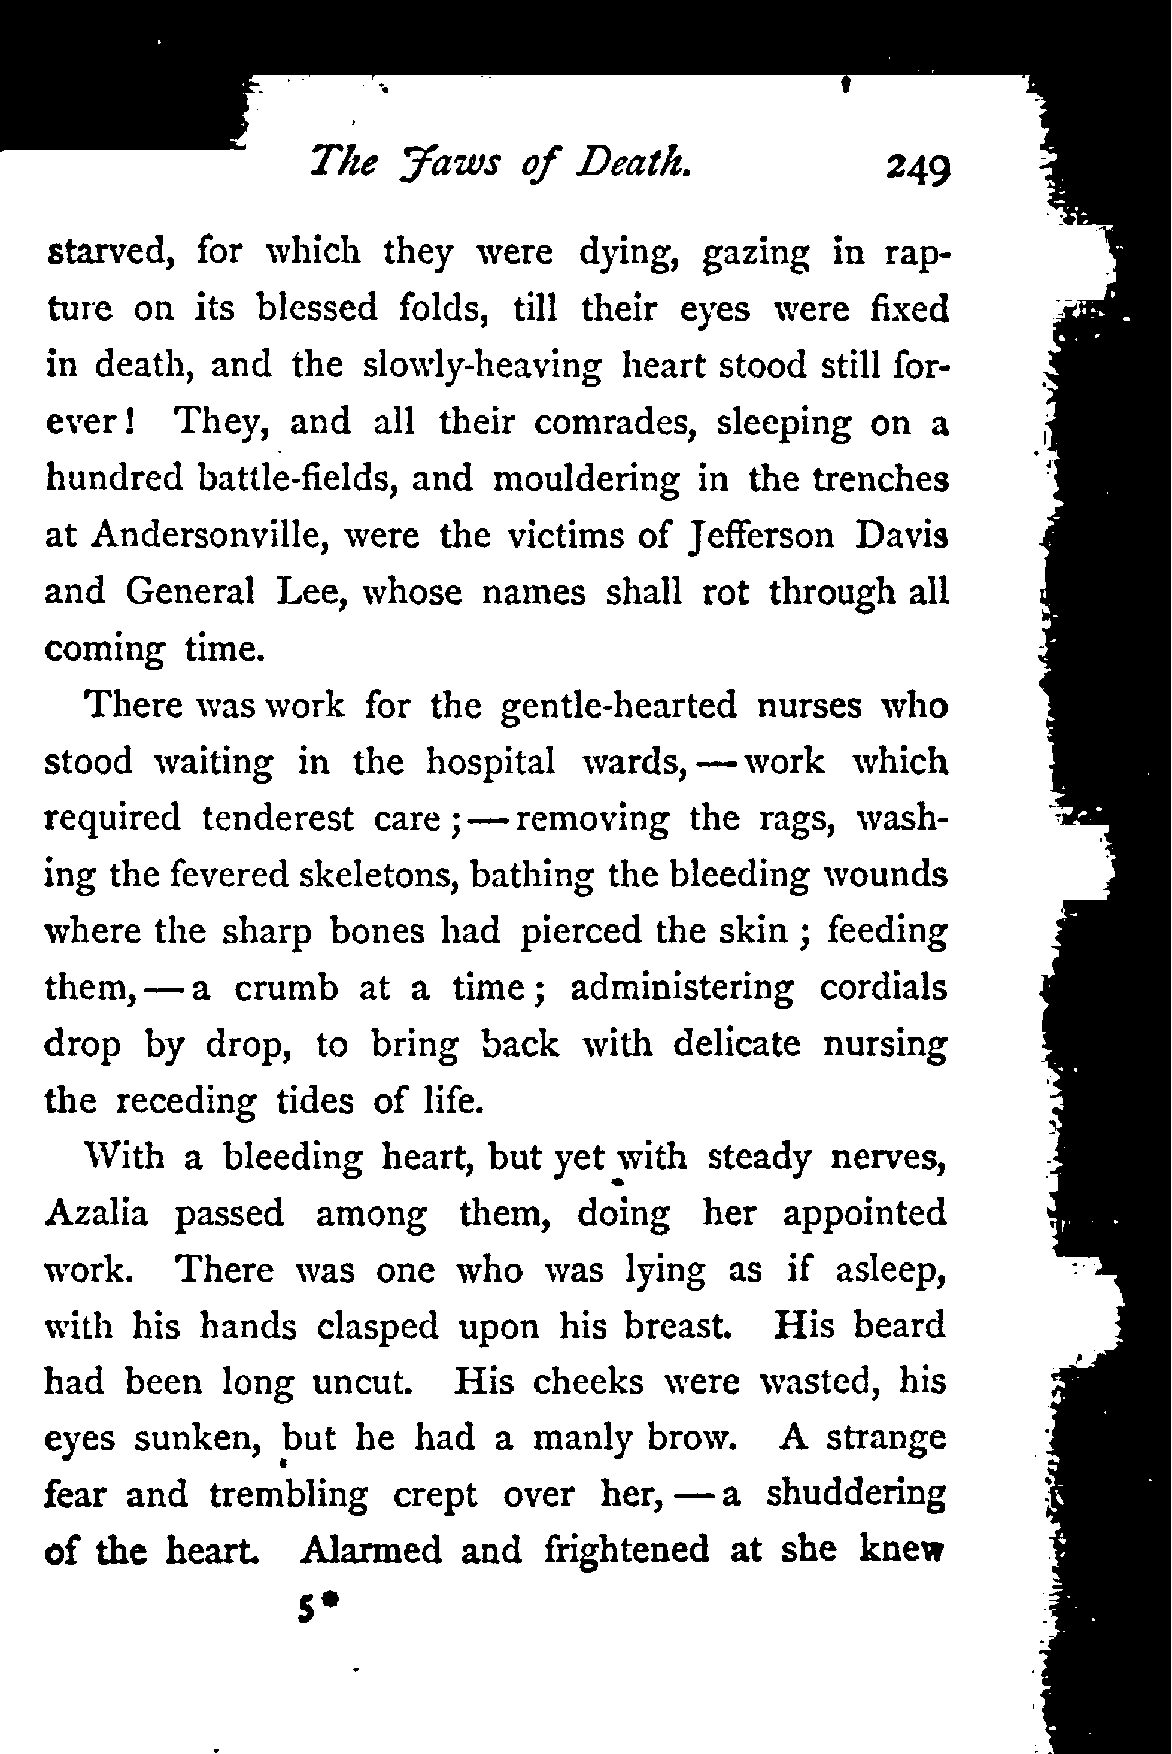 The Jaws of Death. 249
starved, for which they were dying, gazing in rap-
ture on its blessed folds, till their eyes were fixed
in death, and the slowly-heaving heart stood still for-
ever! They, and all their comrades, sleeping on a
hundred battle-fields, and mouldering in the trenches
at Andersonville, were the victims of Jefferson Davis
and General Lee, whose names shall rot through all
coming time.
There was work for the gentle-hearted nurses who
stood waiting in the hospital wards, — work which
required tenderest care ; — removing the rags, wash-
ing the fevered skeletons, bathing the bleeding wounds
where the sharp bones had pierced the skin ; feeding
them, — a crumb at a time ; administering cordials
drop by drop, to bring back with delicate nursing
the receding tides of life.
With a bleeding heart, but yet with steady nerves,
Azalia passed among them, doing her appointed
work. There was one who was lying as if asleep,
with his hands clasped upon his breast. His beard
had been long uncut. His cheeks were wasted, his
eyes sunken, but he had a manly brow. A strange
fear and trembling crept over her, — a shuddering
of the heart. Alarmed and frightened at she knew
5*